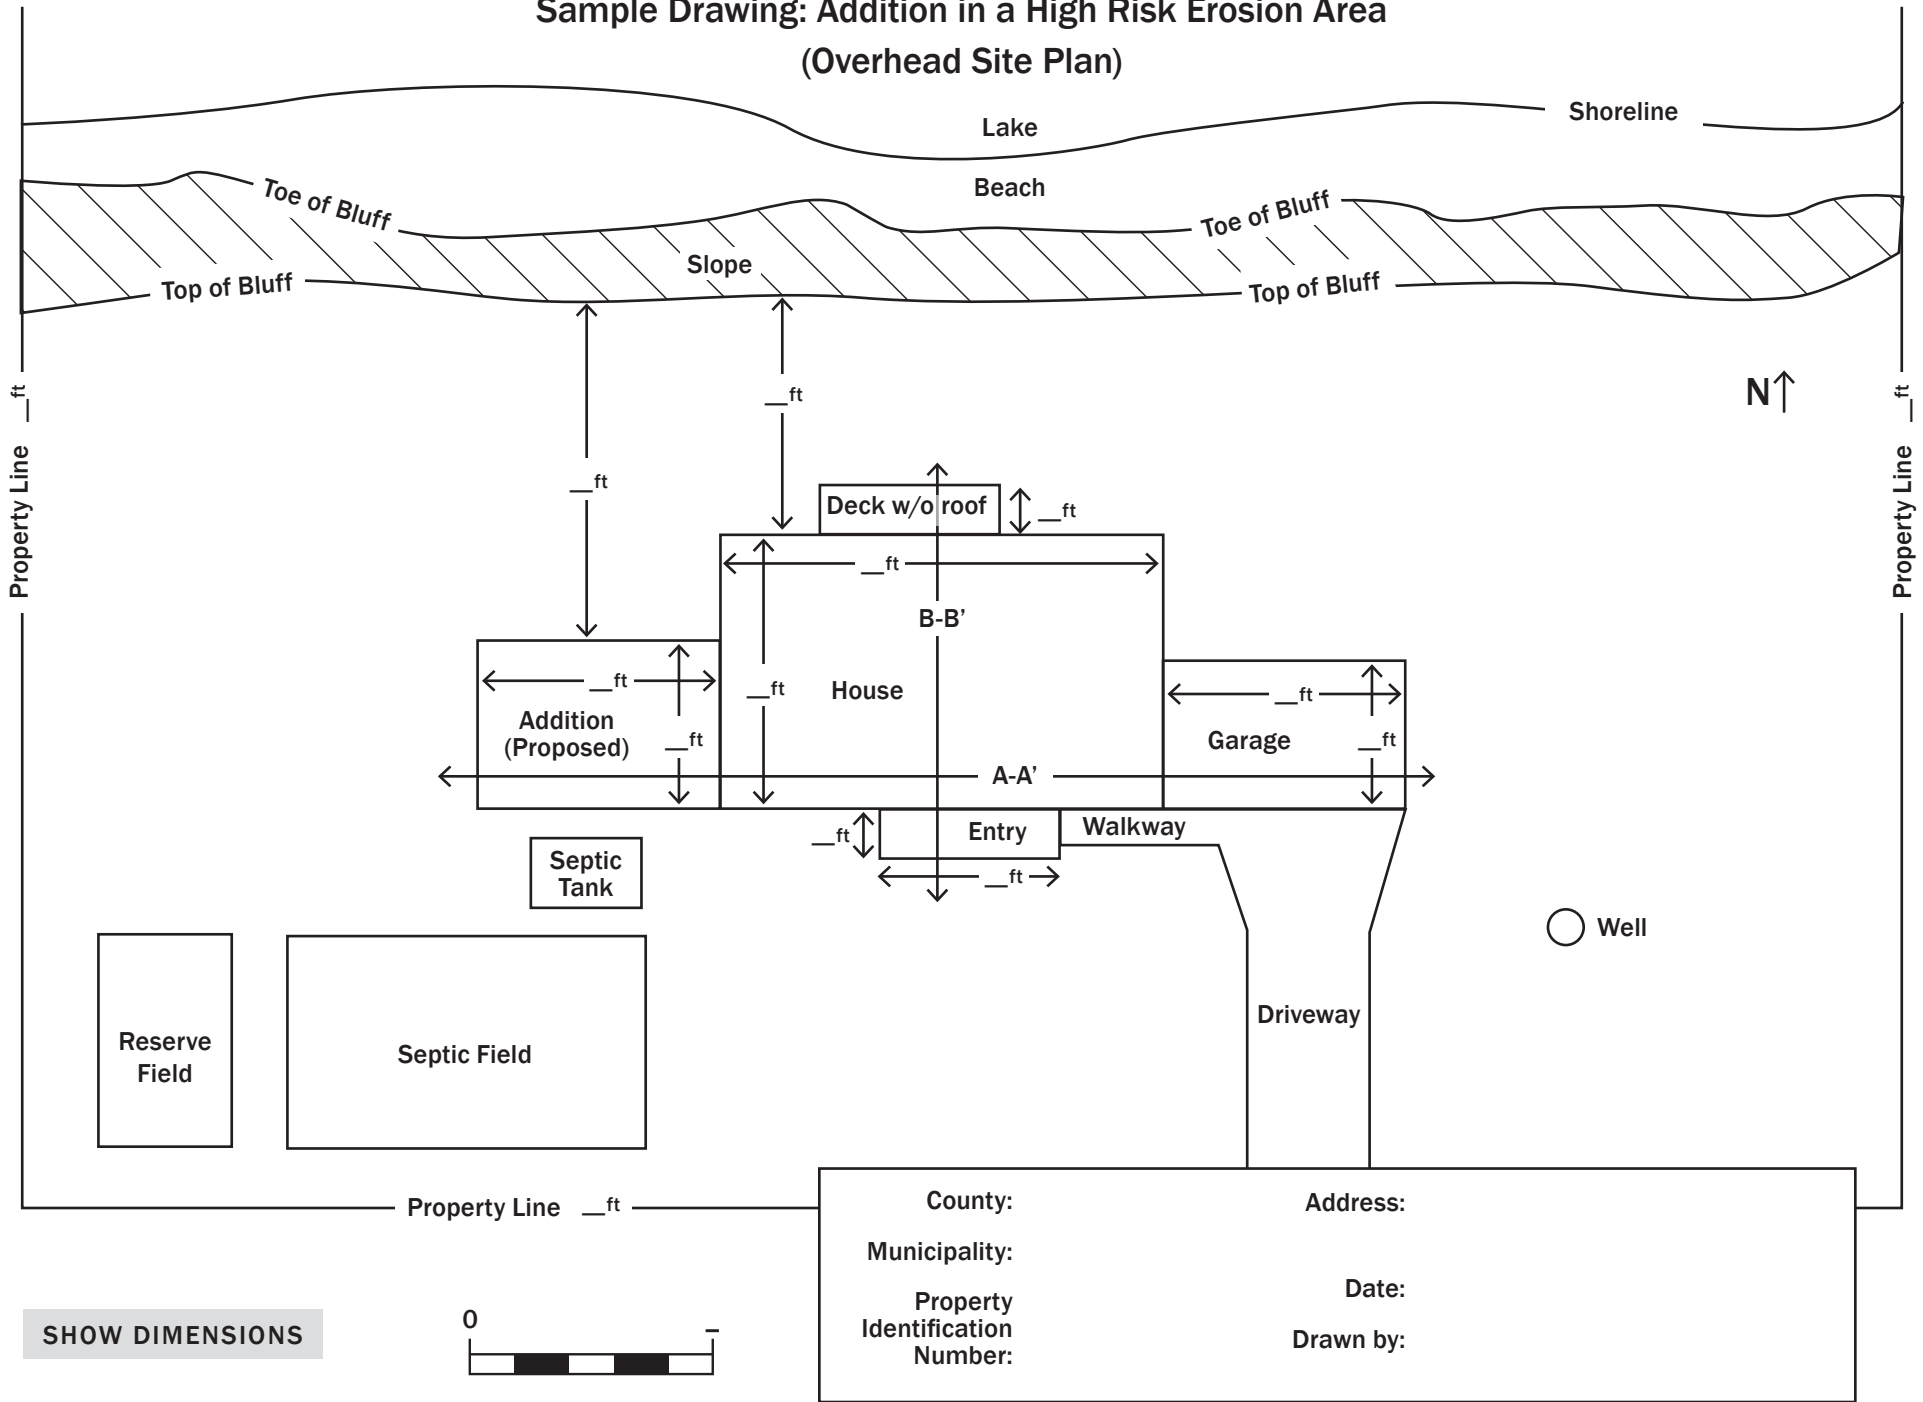 Sample Drawing: Addition in a High Risk Erosion Area
(Overhead Site Plan)
Shoreline
Lake
Beach
Toe of Bluff
Toe of Bluff
Slope
Top of Bluff
Top of Bluff
__ft
N
__ft
__ft
Property Line __ft
Property Line __ft
Deck w/o roof
__ft
__ft
B-B’
House
__ft
__ft
Addition
(Proposed)
__ft
__ft
Garage
__ft
A-A’
Entry
Walkway
__ft
__ft
Septic
Tank
Well
Driveway
Reserve
Field
Septic Field
Property Line __ft
County:
Address:
Municipality:
Date:
Property
Identification
Number:
Drawn by:
SHOW DIMENSIONS
0
_